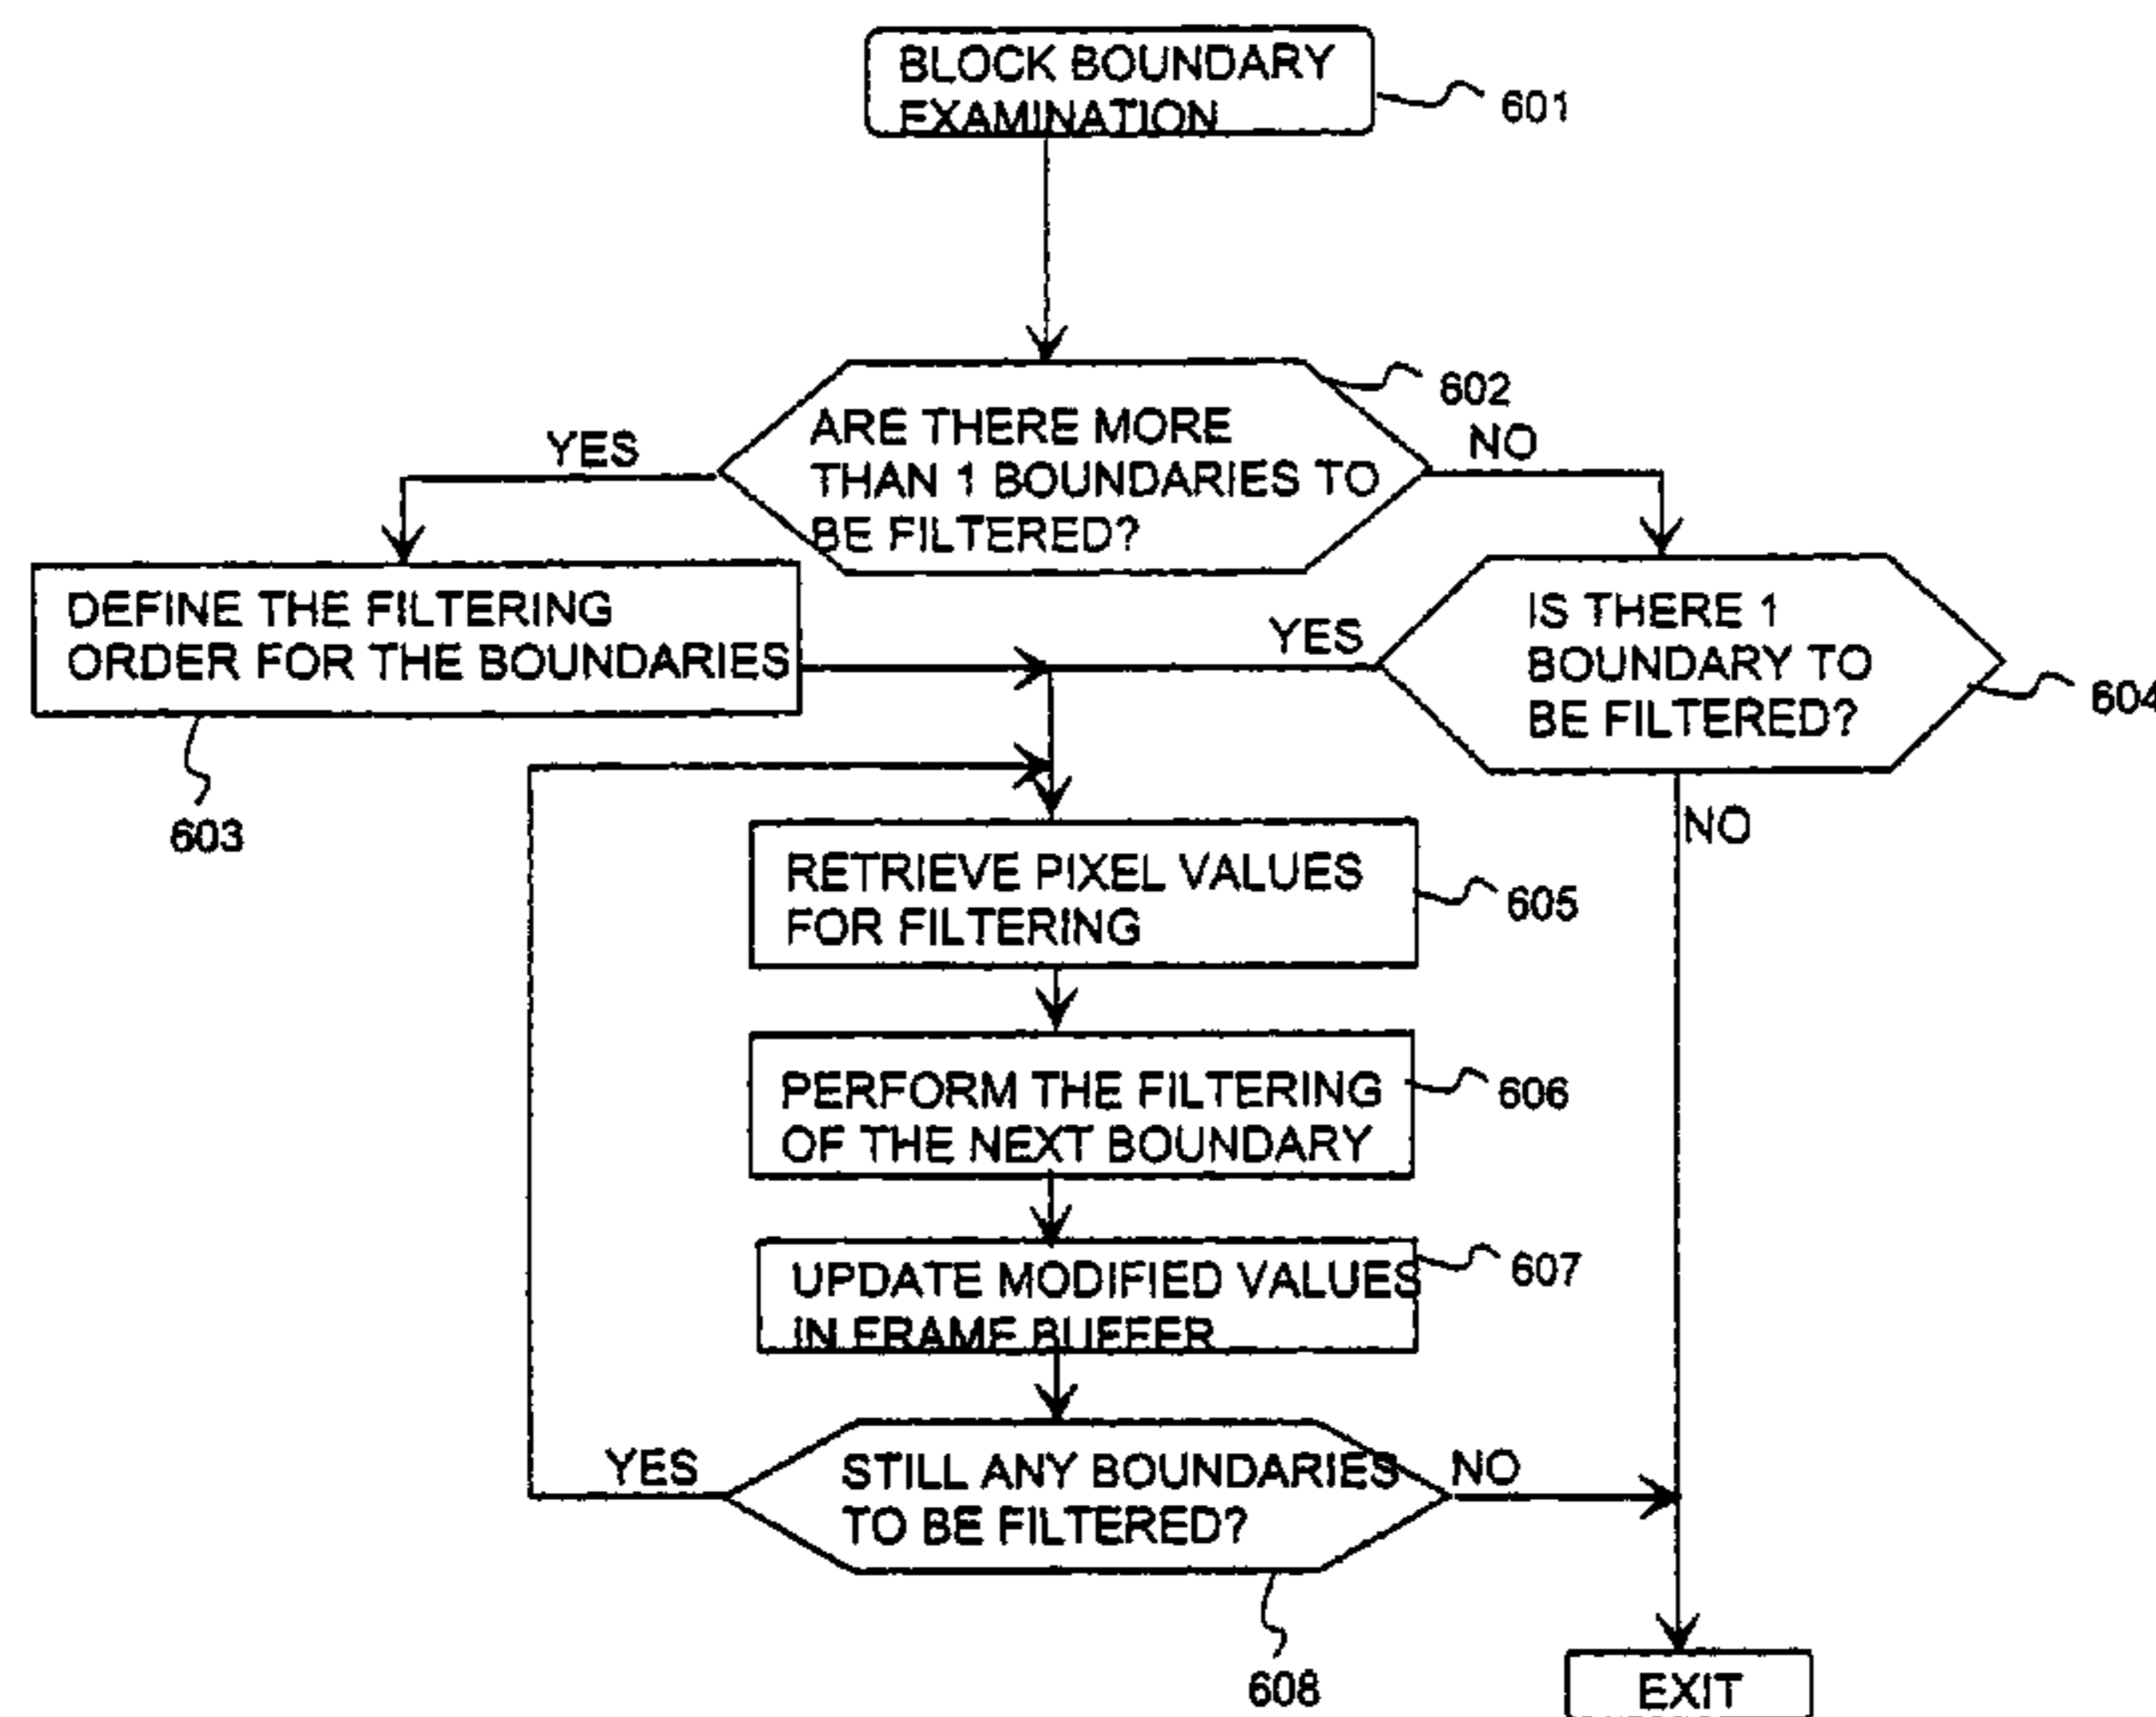 BLOCK BOUNDARY
EXAMINATION
601
602
ARE THERE MORE
THAN 1 BOUNDARIES TO
BE FILTERED?
YES
NO
DEFINE THE FILTERING
ORDER FOR THE BOUNDARIES
603
YES
IS THERE 1
BOUNDARY TO
BE FILTERED?
604
NO
RETRIEVE PIXEL VALUES
FOR FILTERING
605
PERFORM THE FILTERING
OF THE NEXT BOUNDARY
606
UPDATE MODIFIED VALUES
IN FRAME BUFFER
607
YES
STILL ANY BOUNDARIES
TO BE FILTERED?
NO
608
EXIT